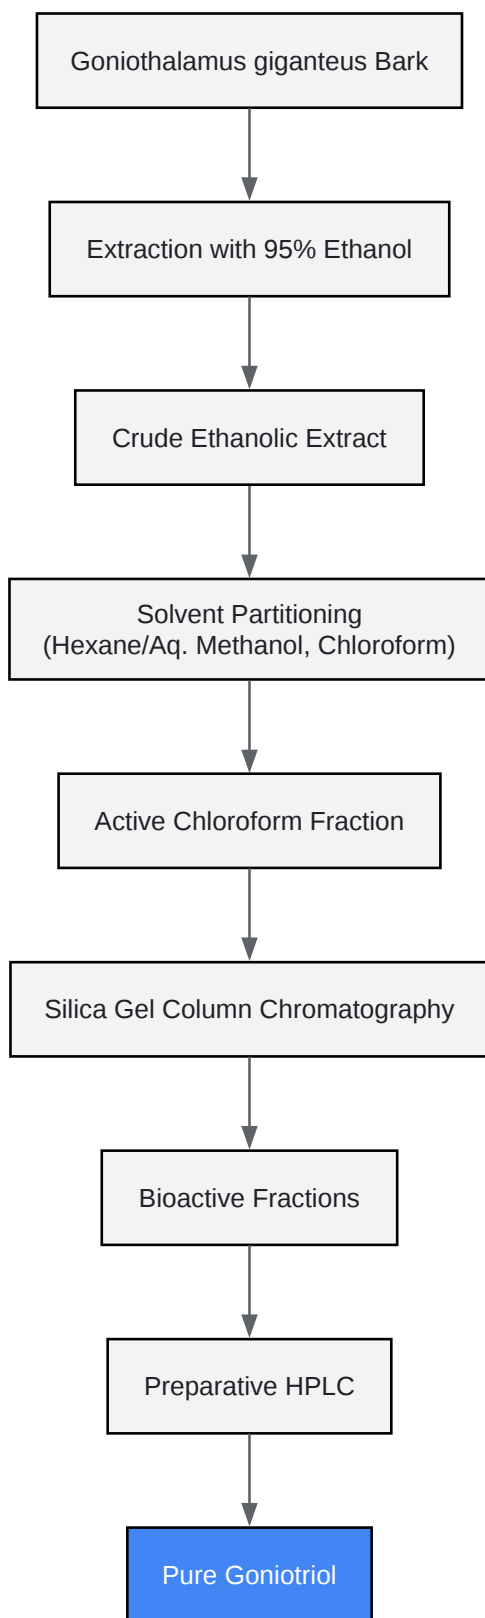 Goniothalamus giganteus Bark
Extraction with 95% Ethanol
Crude Ethanolic Extract
Solvent Partitioning
(Hexane/Aq. Methanol, Chloroform)
Active Chloroform Fraction
Silica Gel Column Chromatography
Bioactive Fractions
Preparative HPLC
Pure Goniotriol